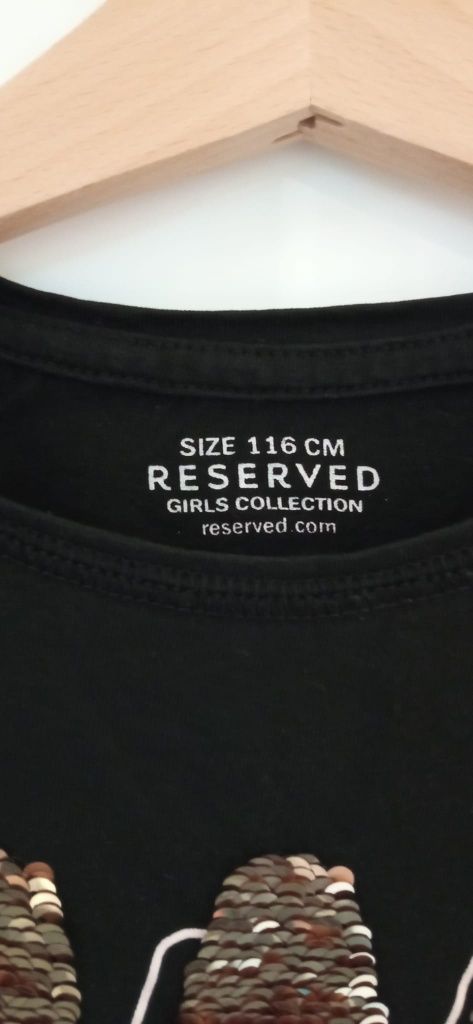 SIZE 116 CM
RESERVED
GIRLS COLLECTION
reserved.com